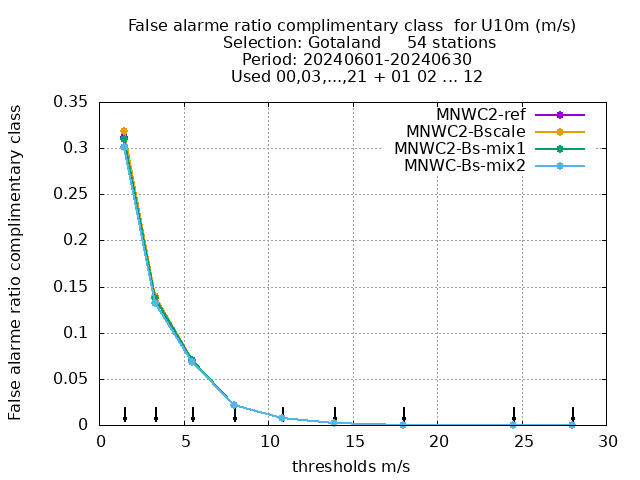 False alarme ratio complimentary class  for U10m (m/s)
Selection: Gotaland     54 stations
Period: 20240601-20240630
Used 00,03,...,21 + 01 02 ... 12
False alarme ratio complimentary class
0.35
0.3
0.25
0.2
0.15
0.1
0.05
0
MNWC2-ref
MNWC2-Bscale
MNWC2-Bs-mix1
MNWC-Bs-mix2
0 5 10 15 20 25 30
thresholds m/s